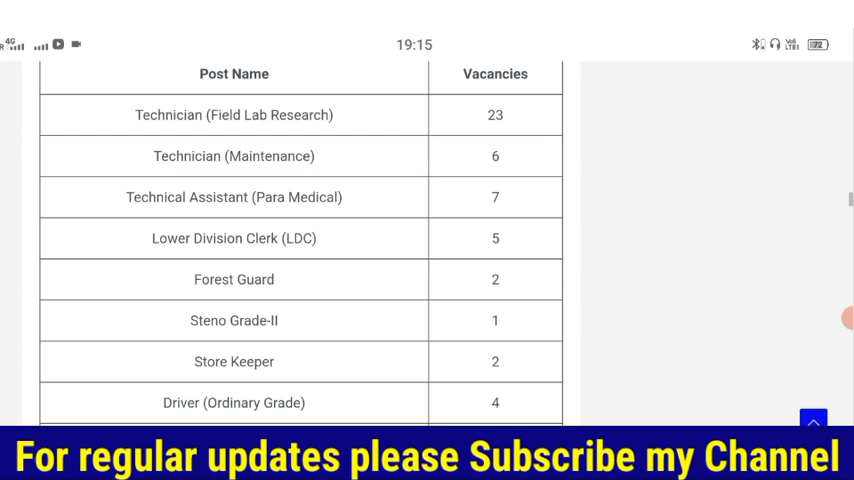 4G 19:15 72
Post Name Vacancies
Technician (Field Lab Research) 23
Technician (Maintenance) 6
Technical Assistant (Para Medical) 7
Lower Division Clerk (LDC) 5
Forest Guard 2
Steno Grade-II 1
Store Keeper 2
Driver (Ordinary Grade) 4
For regular updates please Subscribe my Channel